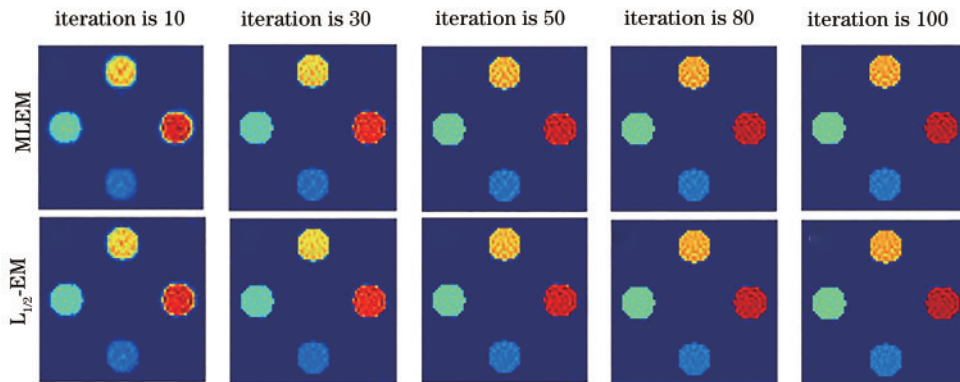 iteration is 10 iteration is 30 iteration is 50 iteration is 80 iteration is 100
MLEM
L1/2-EM